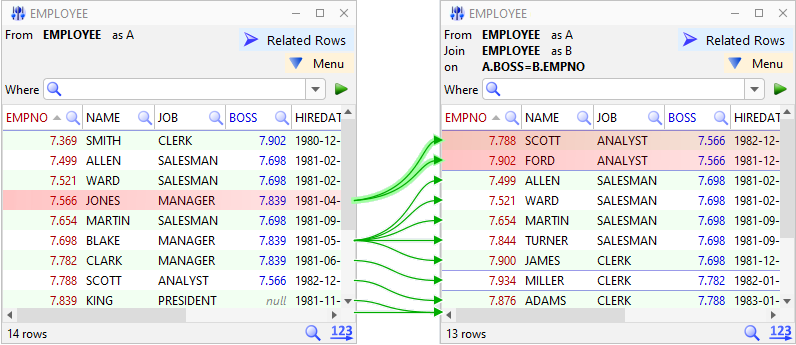 EMPLOYEE
From EMPLOYEE as A
Related Rows
Menu
Where
EMPNO NAME JOB BOSS HIREDAT
7.369 SMITH CLERK 7.902 1980-12-
7.499 ALLEN SALESMAN 7.698 1981-02-
7.521 WARD SALESMAN 7.698 1981-02-
7.566 JONES MANAGER 7.839 1981-04-
7.654 MARTIN SALESMAN 7.698 1981-09-
7.698 BLAKE MANAGER 7.839 1981-05-
7.782 CLARK MANAGER 7.839 1981-06-
7.788 SCOTT ANALYST 7.566 1982-12-
7.839 KING PRESIDENT null 1981-11-
14 rows
123
EMPLOYEE
From EMPLOYEE as A
Join EMPLOYEE as B
on A.BOSS=B.EMPNO
Related Rows
Menu
Where
EMPNO NAME JOB BOSS HIREDATA
7.788 SCOTT ANALYST 7.566 1982-12-
7.902 FORD ANALYST 7.566 1981-12-
7.499 ALLEN SALESMAN 7.698 1981-02-
7.521 WARD SALESMAN 7.698 1981-02-
7.654 MARTIN SALESMAN 7.698 1981-09-
7.844 TURNER SALESMAN 7.698 1981-09-
7.900 JAMES CLERK 7.698 1981-12-
7.934 MILLER CLERK 7.782 1982-01-
7.876 ADAMS CLERK 7.788 1983-01-
13 rows
123